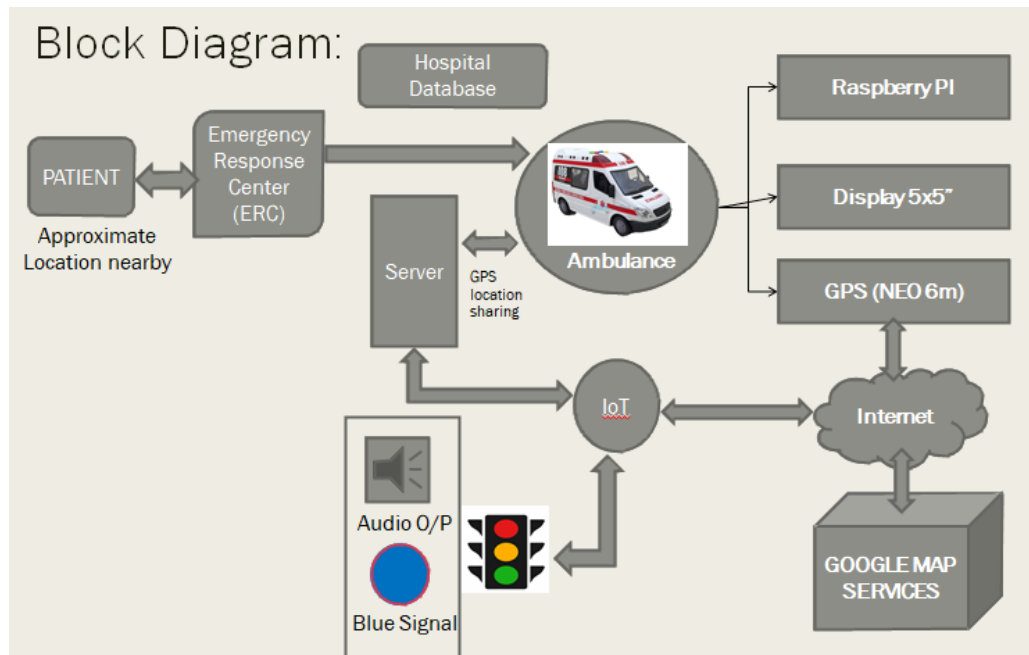 Block Diagram:
Hospital
Database
Raspberry PI
Emergency
Response
Center
(ERC)
PATIENT
Approximate
Location nearby
Ambulance
Display 5x5”
Server
GPS
location
sharing
GPS (NEO 6m)
IoT
Internet
Audio O/P
Blue Signal
GOOGLE MAP
SERVICES